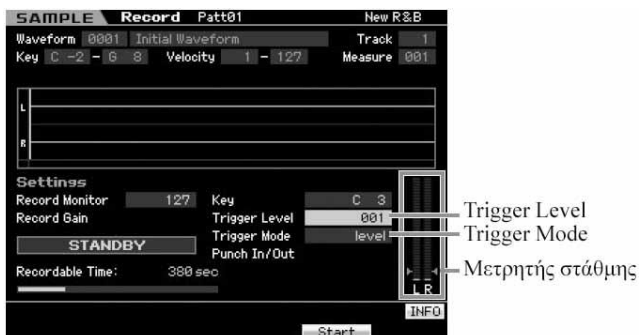 SAMPLE Record Patt01 New R&B
Waveform 0001 Initial Waveform Track 1
Key C -2 - G 8 Velocity 1 - 127 Measure 001
L
R
Settings
Record Monitor 127 Key C 3
Record Gain Trigger Level 001
Trigger Mode level
STANDBY Punch In/Out
Recordable Time: 380 sec
L R
INFO
Start
Trigger Level
Trigger Mode
Μετρητής στάθμης